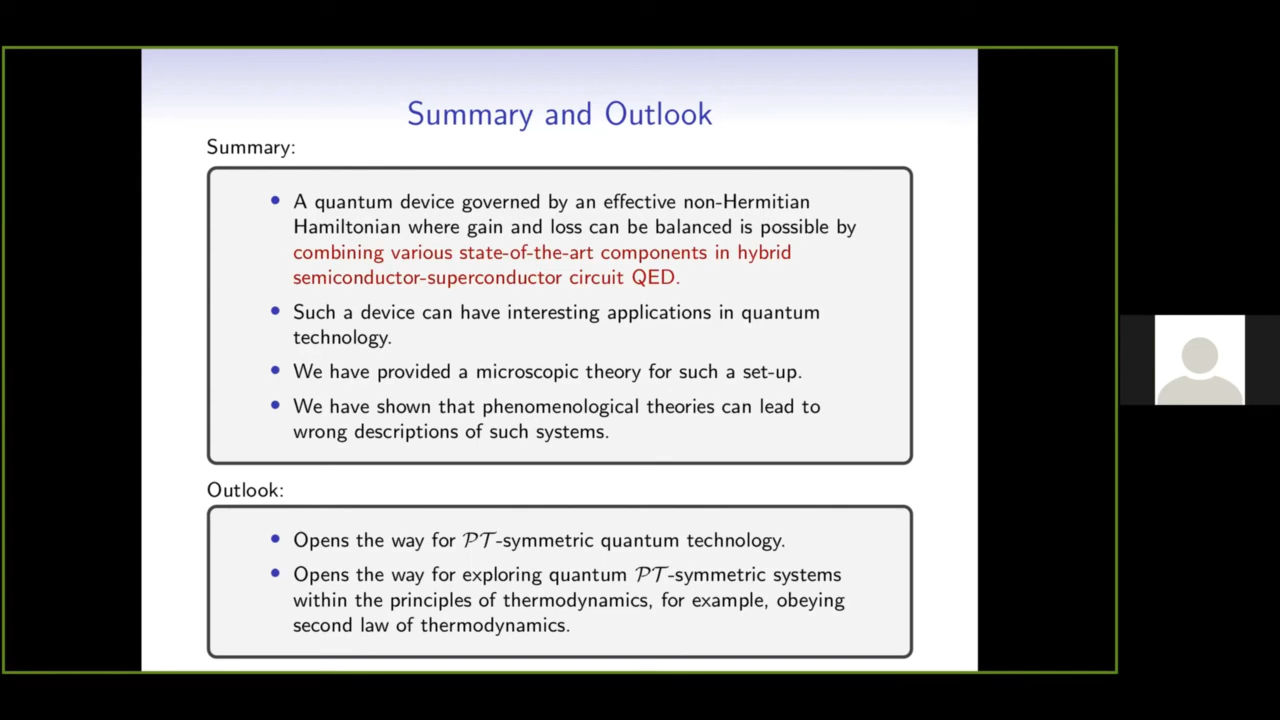 Summary and Outlook
Summary:
• A quantum device governed by an effective non-Hermitian
Hamiltonian where gain and loss can be balanced is possible by
combining various state-of-the-art components in hybrid
semiconductor-superconductor circuit QED.
• Such a device can have interesting applications in quantum
technology.
• We have provided a microscopic theory for such a set-up.
• We have shown that phenomenological theories can lead to
wrong descriptions of such systems.
Outlook:
• Opens the way for 𝒫𝒯-symmetric quantum technology.
• Opens the way for exploring quantum 𝒫𝒯-symmetric systems
within the principles of thermodynamics, for example, obeying
second law of thermodynamics.